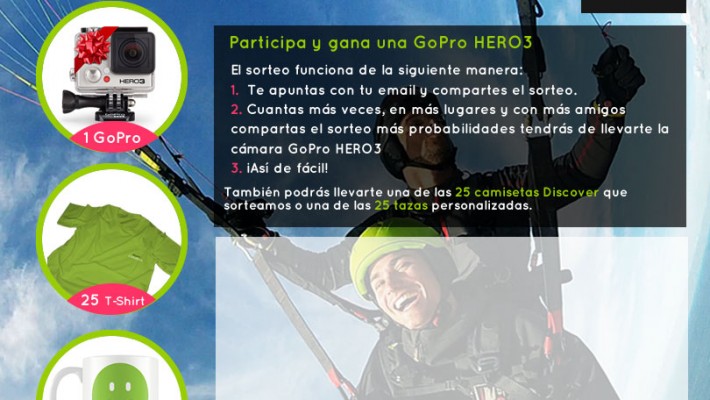 Participa y gana una GoPro HERO3
El sorteo funciona de la siguiente manera:
1. Te apuntas con tu email y compartes el sorteo.
2. Cuantas más veces, en más lugares y con más amigos
compartas el sorteo más probabilidades tendrás de llevarte la
cámara GoPro HERO3
3. ¡Así de fácil!
También podrás llevarte una de las 25 camisetas Discover que
sorteamos o una de las 25 tazas personalizadas.
HERO3
1 GoPro
25 T-Shirt